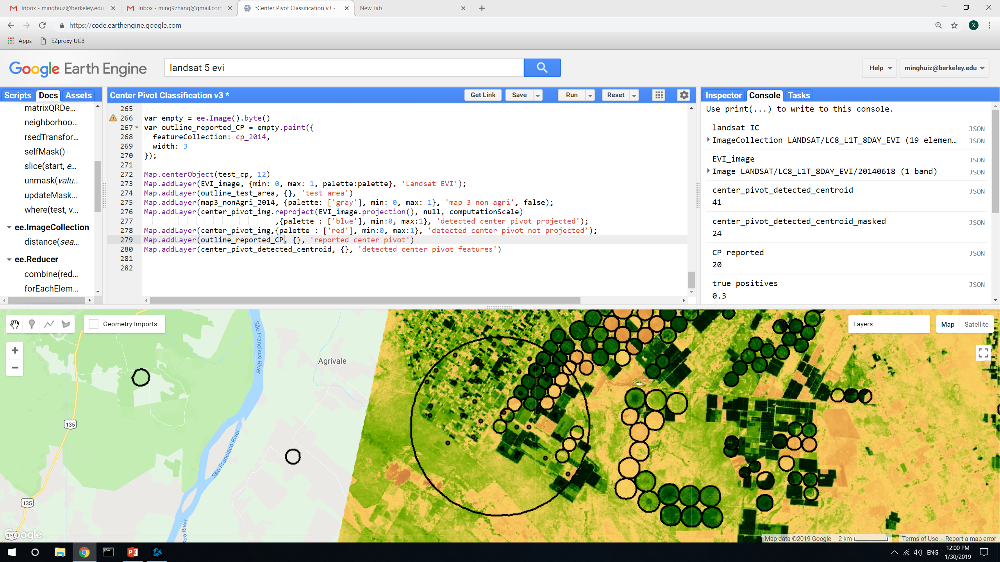 Inbox - minghuiz@berkeley.edu
Inbox - ming9zhang@gmail.com
*Center Pivot Classification v3 - E
New Tab
https://code.earthengine.google.com
X
Apps
EZproxy UCB
Google Earth Engine
landsat 5 evi
Help
minghuiz@berkeley.edu
Scripts
Docs
Assets
matrixQRDe...
neighborhoo...
rsedTransfor...
selfMask()
slice(start, e...
unmask(valu...
updateMask...
where(test, v...
ee.ImageCollection
distance(sea...
ee.Reducer
combine(red...
forEachElem...
Center Pivot Classification v3 *
Get Link
Save
Run
Reset
265
266 var empty = ee.Image().byte()
267 var outline_reported_CP = empty.paint({
268 featureCollection: cp_2014,
269 width: 3
270 });
271
272 Map.centerObject(test_cp, 12)
273 Map.addLayer(EVI_image, {min: 0, max: 1, palette:palette}, 'Landsat EVI');
274 Map.addLayer(outline_test_area, {}, 'test area')
275 Map.addLayer(map3_nonAgri_2014, {palette: ['gray'], min: 0, max: 1}, 'map 3 non agri', false);
276 Map.addLayer(center_pivot_img.reproject(EVI_image.projection(), null, computationScale)
277 ,{palette : ['blue'], min:0, max:1}, 'detected center pivot projected');
278 Map.addLayer(center_pivot_img,{palette : ['red'], min:0, max:1}, 'detected center pivot not projected');
279 Map.addLayer(outline_reported_CP, {}, 'reported center pivot')
280 Map.addLayer(center_pivot_detected_centroid, {}, 'detected center pivot features')
281
282
Inspector
Console
Tasks
Use print(...) to write to this console.
landsat IC
JSON
ImageCollection LANDSAT/LC8_L1T_8DAY_EVI (19 elemen…
JSON
EVI_image
JSON
Image LANDSAT/LC8_L1T_8DAY_EVI/20140618 (1 band)
JSON
center_pivot_detected_centroid
JSON
41
center_pivot_detected_centroid_masked
JSON
24
CP reported
JSON
20
true positives
JSON
0.3
Geometry Imports
Layers
Map
Satellite
São Francisco River
Agrivale
135
São Francisco River
135
sco River
Google
Map data ©2019 Google
2 km
Terms of Use
Report a map error
ENG
12:00 PM
1/30/2019